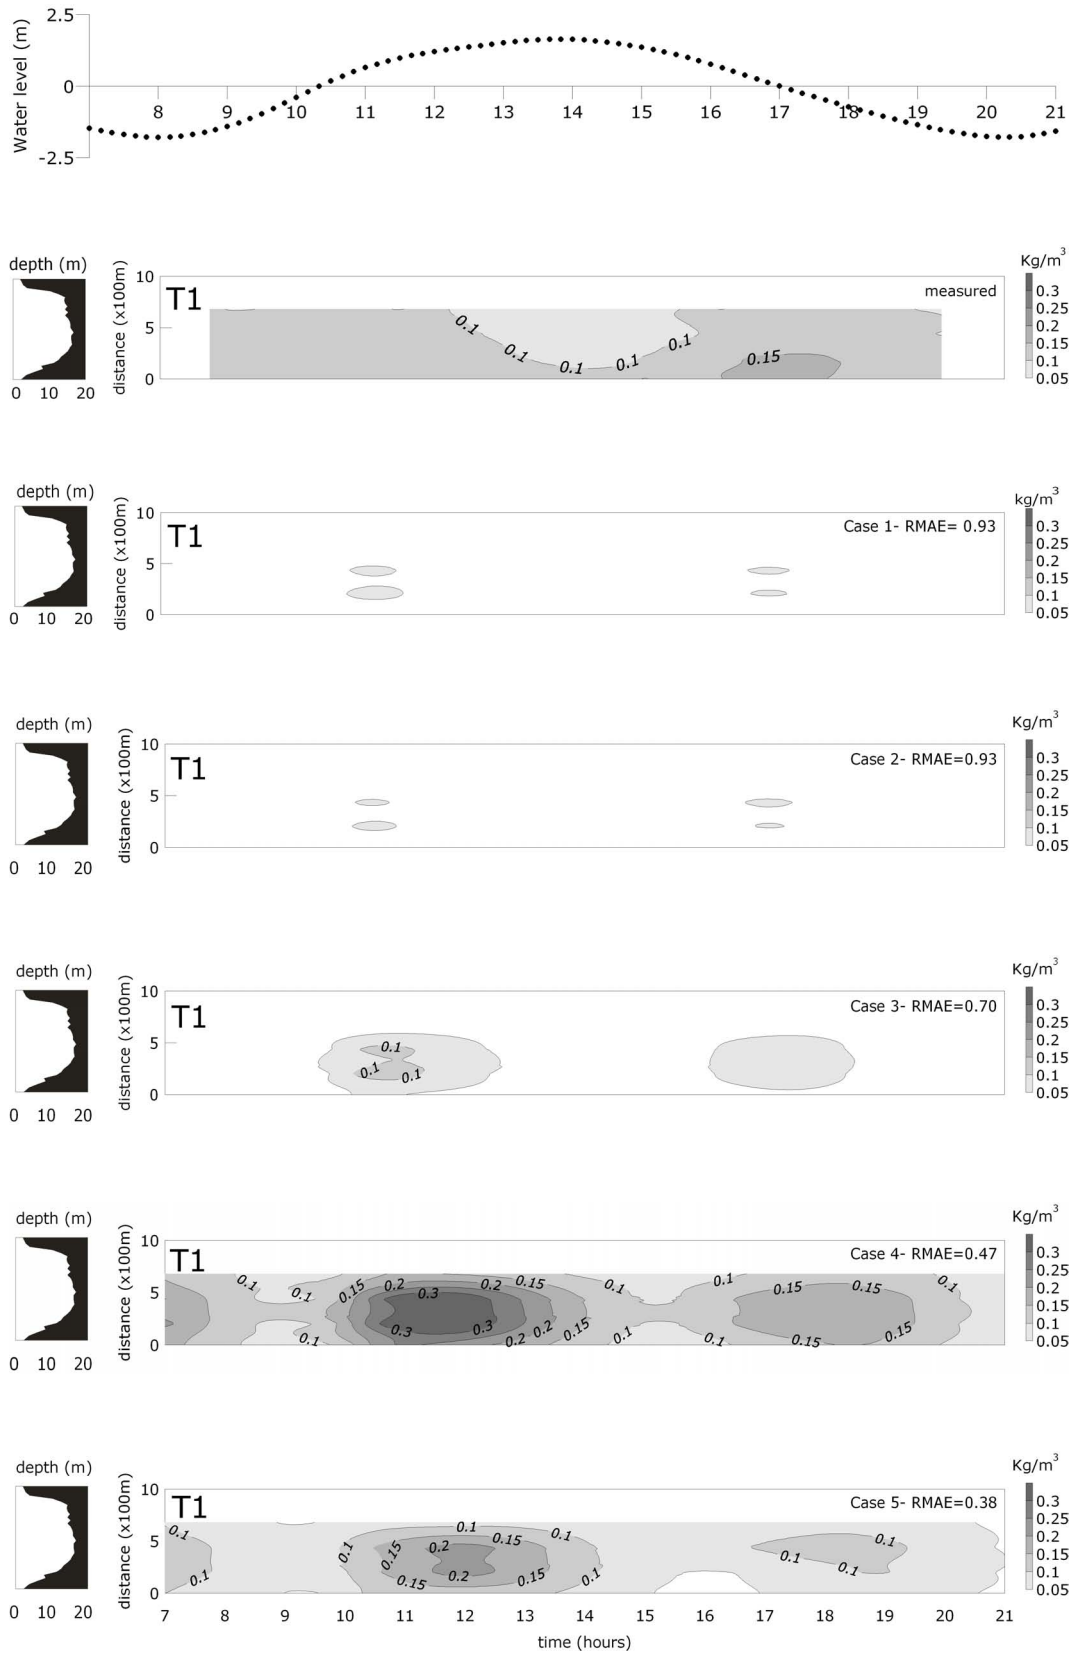 2.5
Water level (m)
0
8 9 10 11 12 13 14 15 16 17 18 19 20 21
-2.5
depth (m)
0 10 20
distance (x100m)
10
5
0
T1
measured
0.1 0.1 0.1 0.1 0.1 0.15
Kg/m³
0.3
0.25
0.2
0.15
0.1
0.05
depth (m)
0 10 20
distance (x100m)
10
5
0
T1
Case 1- RMAE= 0.93
kg/m³
0.3
0.25
0.2
0.15
0.1
0.05
depth (m)
0 10 20
distance (x100m)
10
5
0
T1
Case 2- RMAE=0.93
Kg/m³
0.3
0.25
0.2
0.15
0.1
0.05
depth (m)
0 10 20
distance (x100m)
10
5
0
T1
Case 3- RMAE=0.70
0.1
0.1 0.1
Kg/m³
0.3
0.25
0.2
0.15
0.1
0.05
depth (m)
0 10 20
distance (x100m)
10
5
0
T1
Case 4- RMAE=0.47
0.1 0.1 0.15 0.2 0.3 0.2 0.15 0.1 0.1 0.15 0.15 0.1
0.1 0.3 0.3 0.2 0.2 0.15 0.1 0.1 0.15 0.15
Kg/m³
0.3
0.25
0.2
0.15
0.1
0.05
depth (m)
0 10 20
distance (x100m)
10
5
0
T1
Case 5- RMAE=0.38
0.1 0.1 0.15 0.2 0.1 0.15 0.1 0.1 0.1
0.1 0.15 0.2 0.15 0.1 0.1
Kg/m³
0.3
0.25
0.2
0.15
0.1
0.05
7 8 9 10 11 12 13 14 15 16 17 18 19 20 21
time (hours)